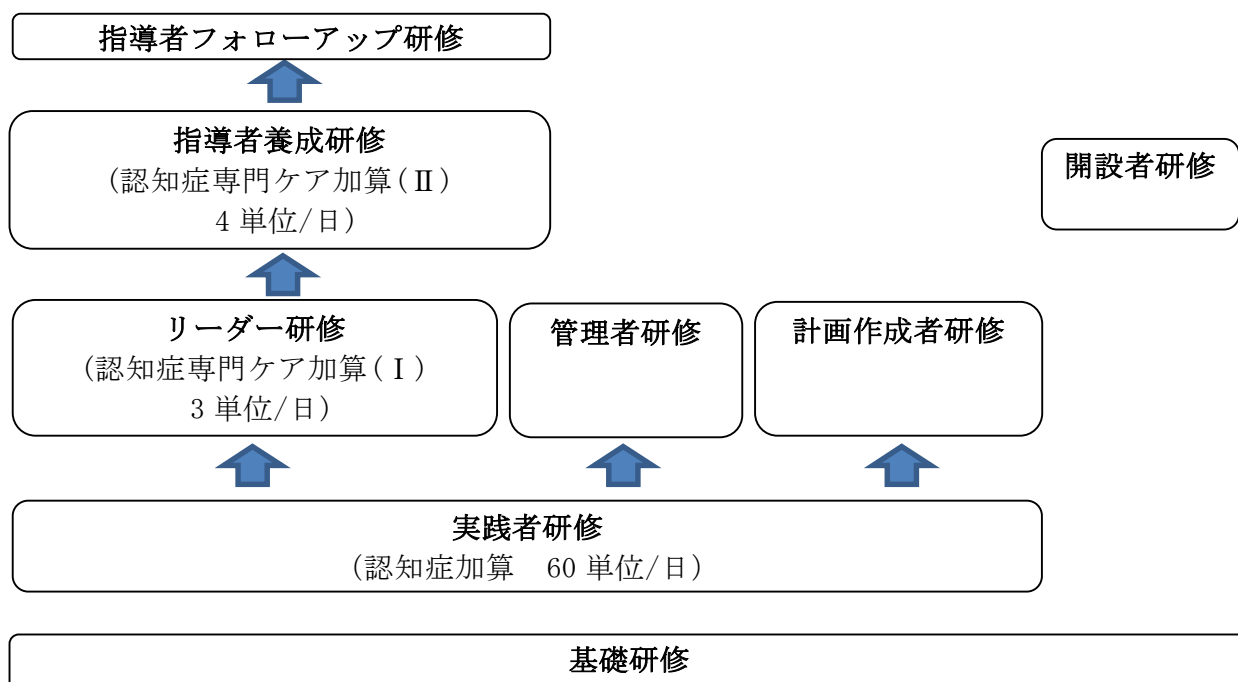 指導者フォローアップ研修
指導者養成研修
(認知症専門ケア加算(Ⅱ)
4 単位/日)
開設者研修
リーダー研修
(認知症専門ケア加算(Ⅰ)
3 単位/日)
管理者研修
計画作成者研修
実践者研修
(認知症加算　60 単位/日)
基礎研修